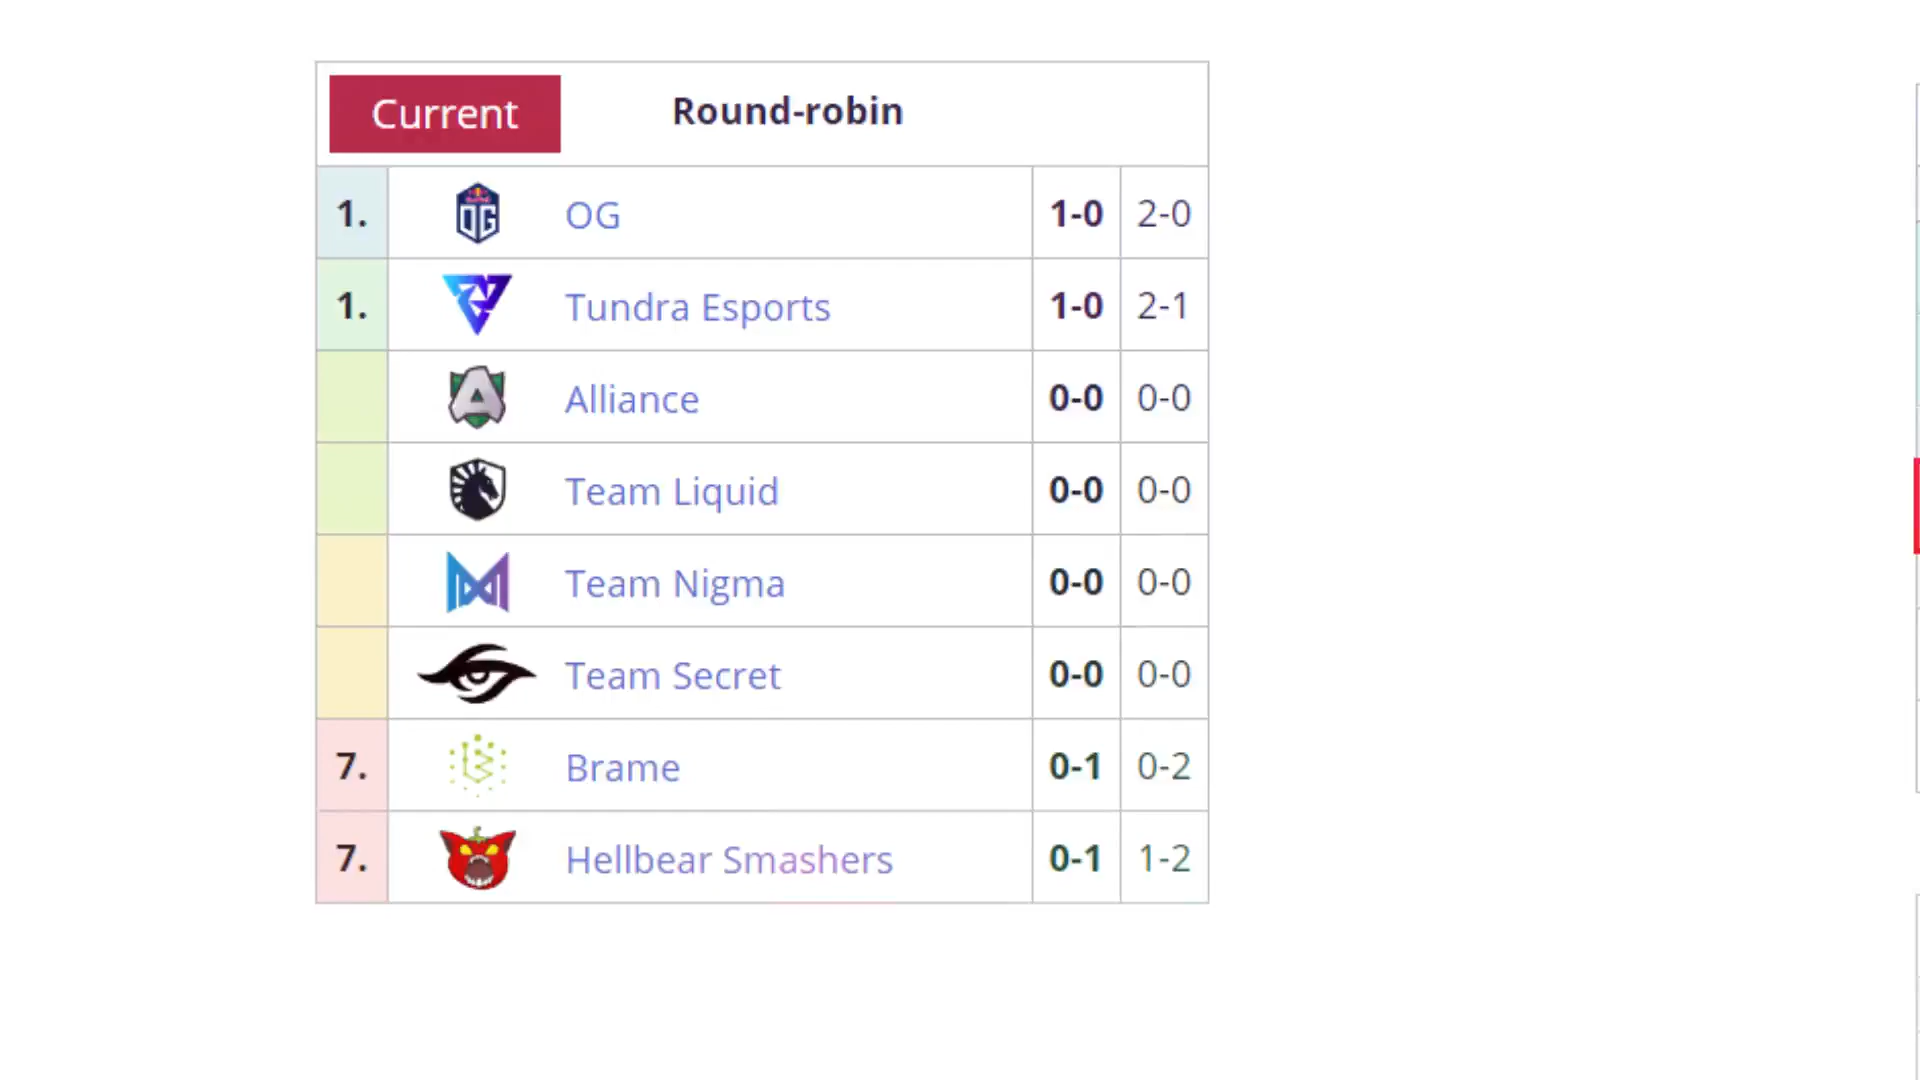 Current Round-robin
1. OG OG 1-0 2-0
1. Tundra Esports 1-0 2-1
Alliance 0-0 0-0
Team Liquid 0-0 0-0
Team Nigma 0-0 0-0
Team Secret 0-0 0-0
7. Brame 0-1 0-2
7. Hellbear Smashers 0-1 1-2